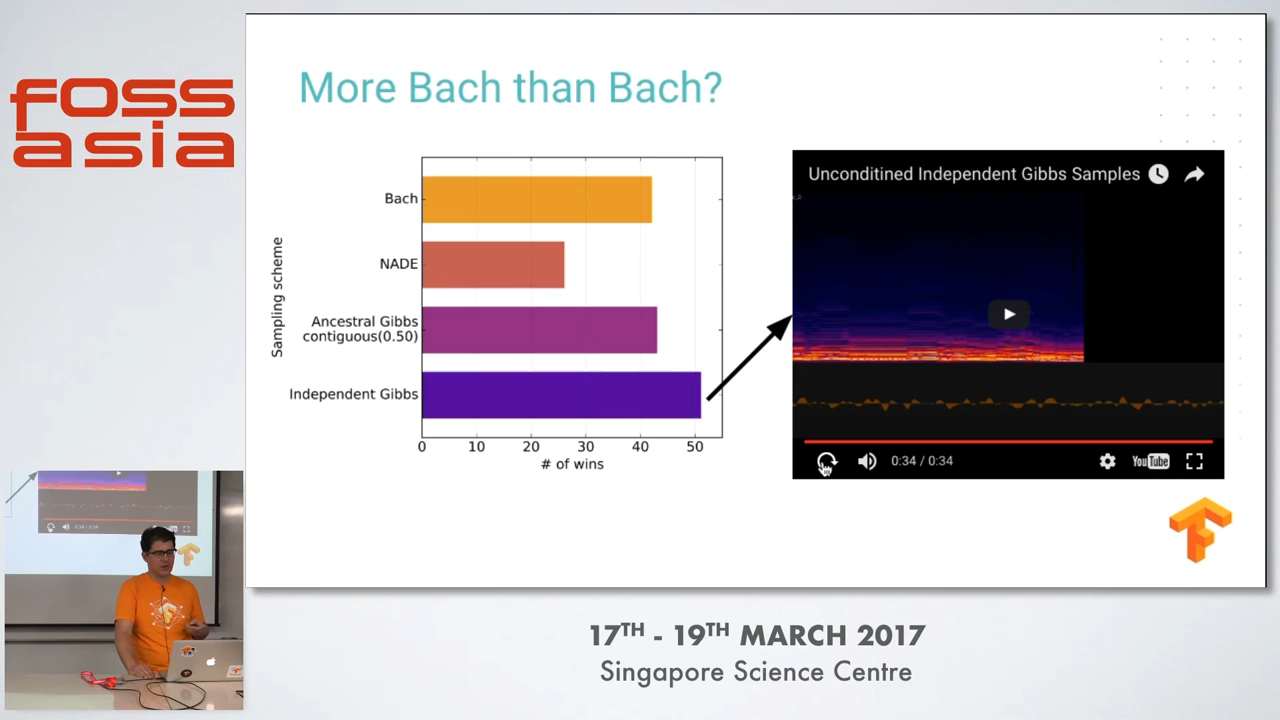 foss
asia
More Bach than Bach?
Sampling scheme
Bach
NADE
Ancestral Gibbs
contiguous(0.50)
Independent Gibbs
0 10 20 30 40 50
# of wins
Unconditined Independent Gibbs Samples
0:34 / 0:34
YouTube
17TH - 19TH MARCH 2017
Singapore Science Centre